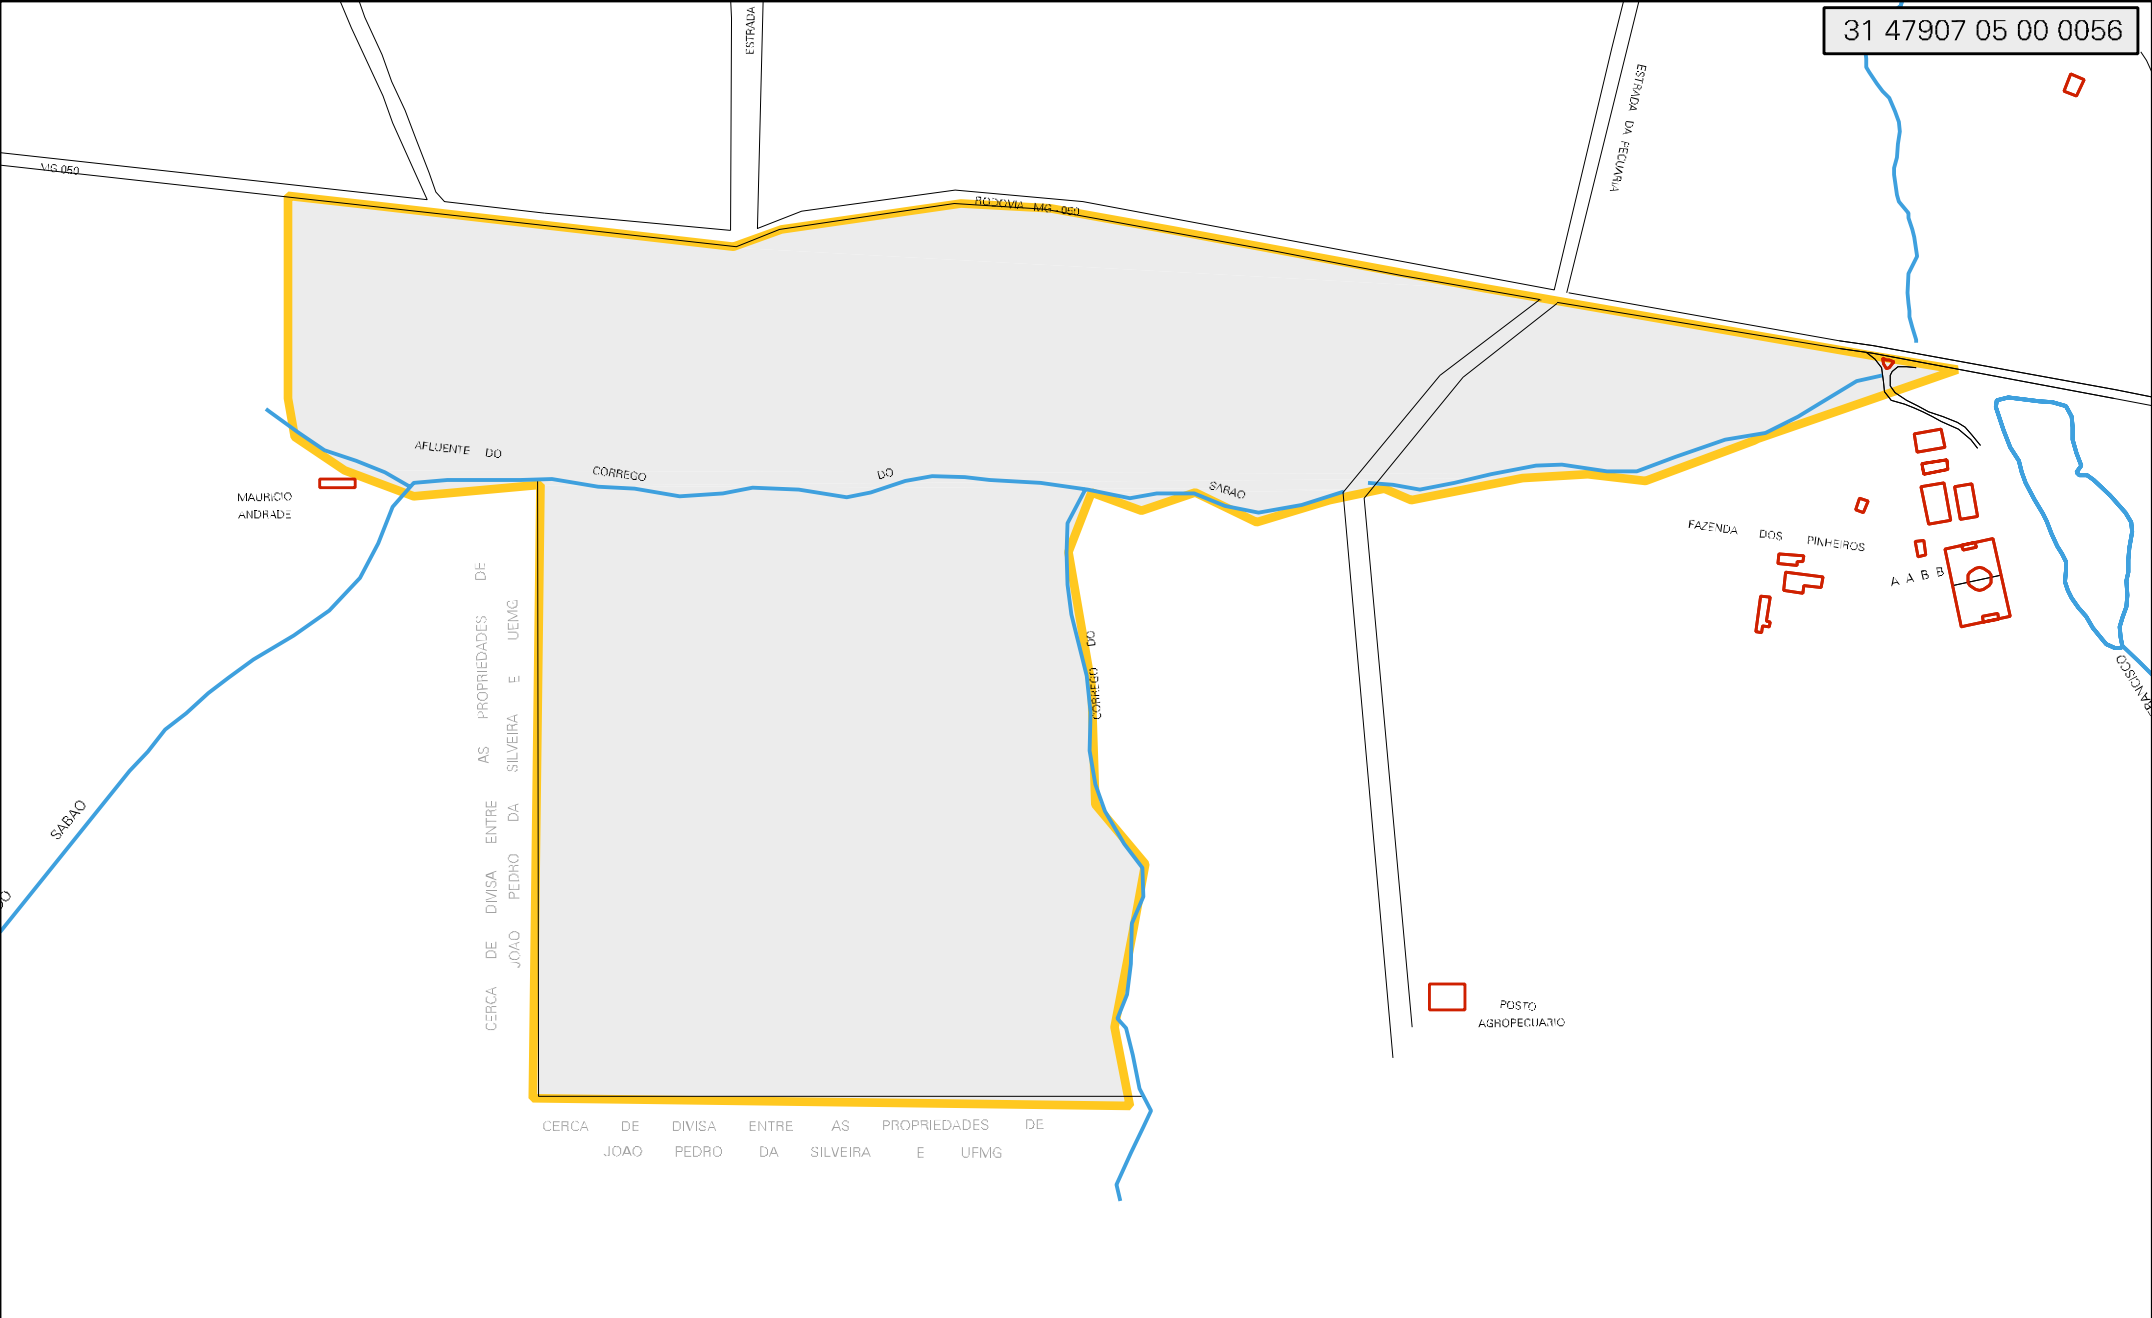 31 47907 05 00 0056
ESTRADA
ESTRADA DA PECUARIA
MG 050
RODOVIA MG-050
AFLUENTE DO CORREGO DO SABAO
MAURICIO
ANDRADE
FAZENDA DOS PINHEIROS
A A B B
CORREGO DO
SABAO
FRANCISCO
CERCA DE DIVISA ENTRE AS PROPRIEDADES DE
JOAO PEDRO DA SILVEIRA E UFMG
POSTO
AGROPECUARIO
CERCA DE DIVISA ENTRE AS PROPRIEDADES DE
JOAO PEDRO DA SILVEIRA E UFMG